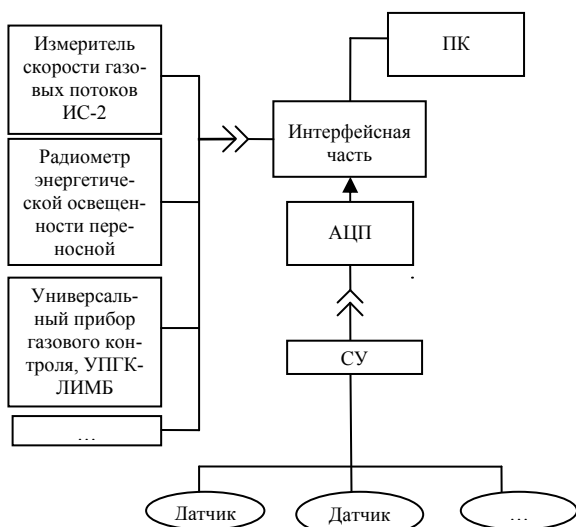 Измеритель
скорости газо-
вых потоков
ИС-2
ПК
Интерфейсная
часть
Радиометр
энергетиче-
ской освещен-
ности пере-
носной
АЦП
Универсаль-
ный прибор
газового кон-
троля, УПГК-
ЛИМБ
СУ
...
Датчик
Датчик
...